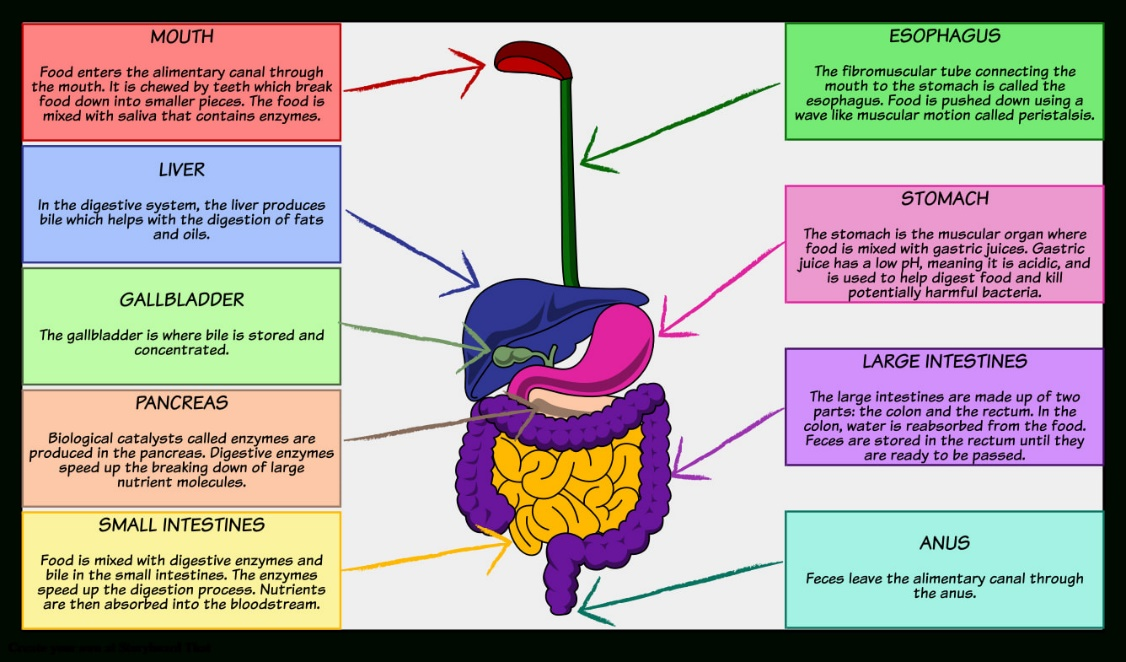 MOUTH
Food enters the alimentary canal through
the mouth. It is chewed by teeth which break
food down into smaller pieces. The food is
mixed with saliva that contains enzymes.
LIVER
In the digestive system, the liver produces
bile which helps with the digestion of fats
and oils.
GALLBLADDER
The gallbladder is where bile is stored and
concentrated.
PANCREAS
Biological catalysts called enzymes are
produced in the pancreas. Digestive enzymes
speed up the breaking down of large
nutrient molecules.
SMALL INTESTINES
Food is mixed with digestive enzymes and
bile in the small intestines. The enzymes
speed up the digestion process. Nutrients
are then absorbed into the bloodstream.
ESOPHAGUS
The fibromuscular tube connecting the
mouth to the stomach is called the
esophagus. Food is pushed down using a
wave like muscular motion called peristalsis.
STOMACH
The stomach is the muscular organ where
food is mixed with gastric juices. Gastric
juice has a low pH, meaning it is acidic, and
is used to help digest food and kill
potentially harmful bacteria.
LARGE INTESTINES
The large intestines are made up of two
parts: the colon and the rectum. In the
colon, water is reabsorbed from the food.
Feces are stored in the rectum until they
are ready to be passed.
ANUS
Feces leave the alimentary canal through
the anus.